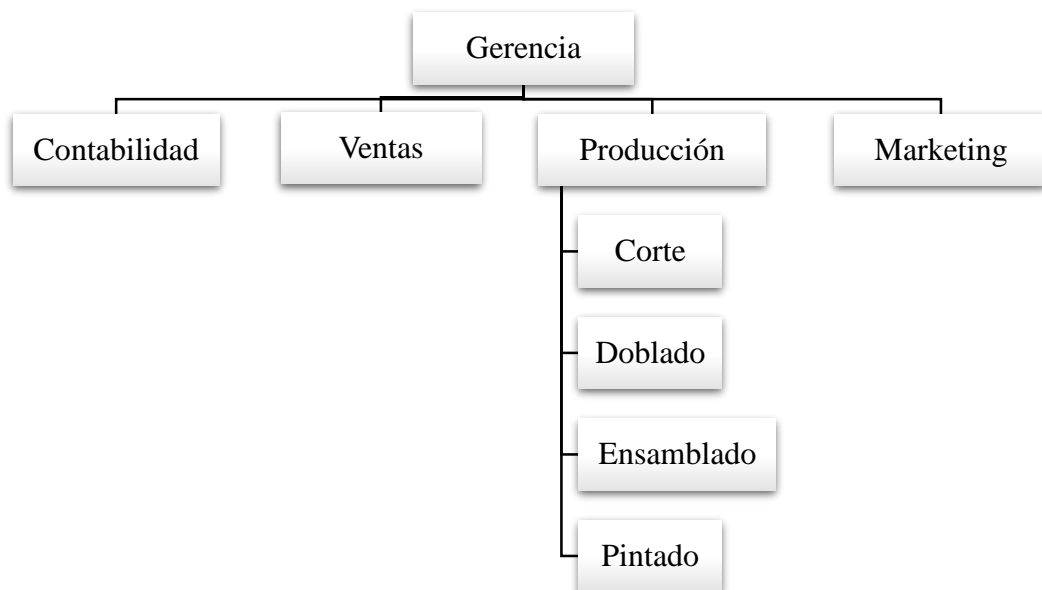 Gerencia
Contabilidad
Ventas
Producción
Marketing
Corte
Doblado
Ensamblado
Pintado